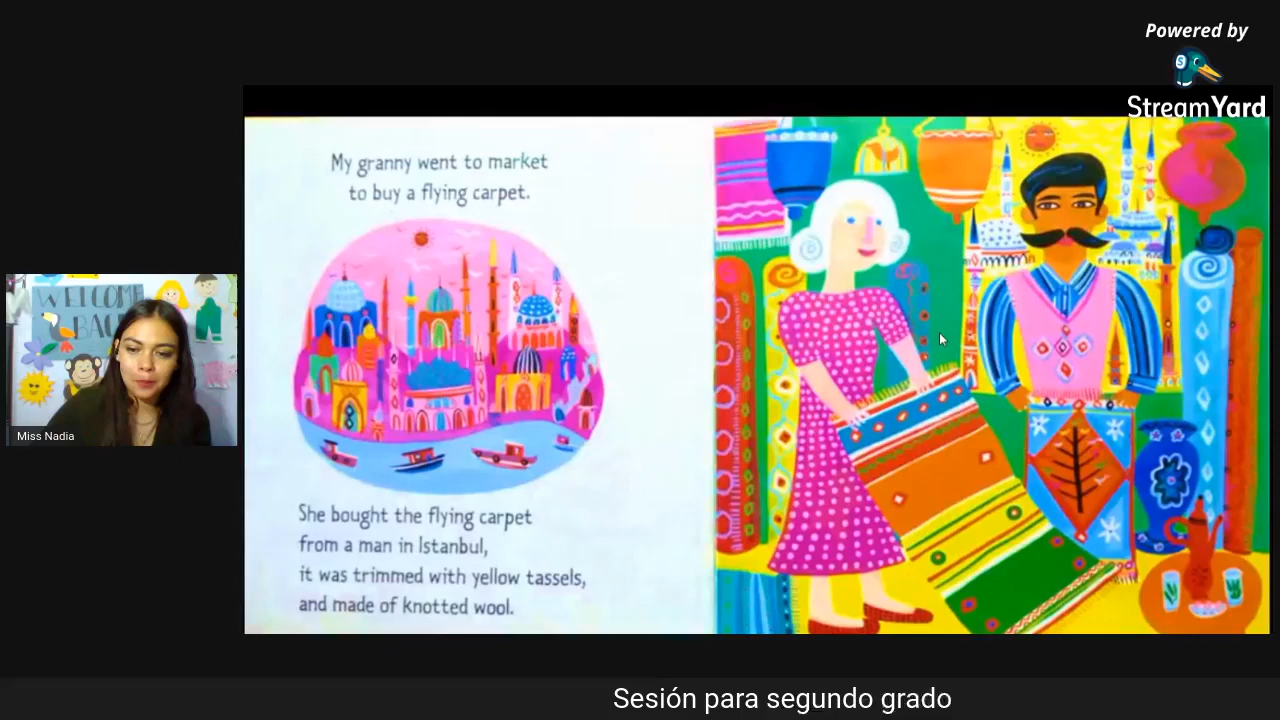 Powered by
StreamYard
My granny went to market
to buy a flying carpet.
She bought the flying carpet
from a man in Istanbul,
it was trimmed with yellow tassels,
and made of knotted wool.
WELCOME
BACK
Miss Nadia
Sesión para segundo grado